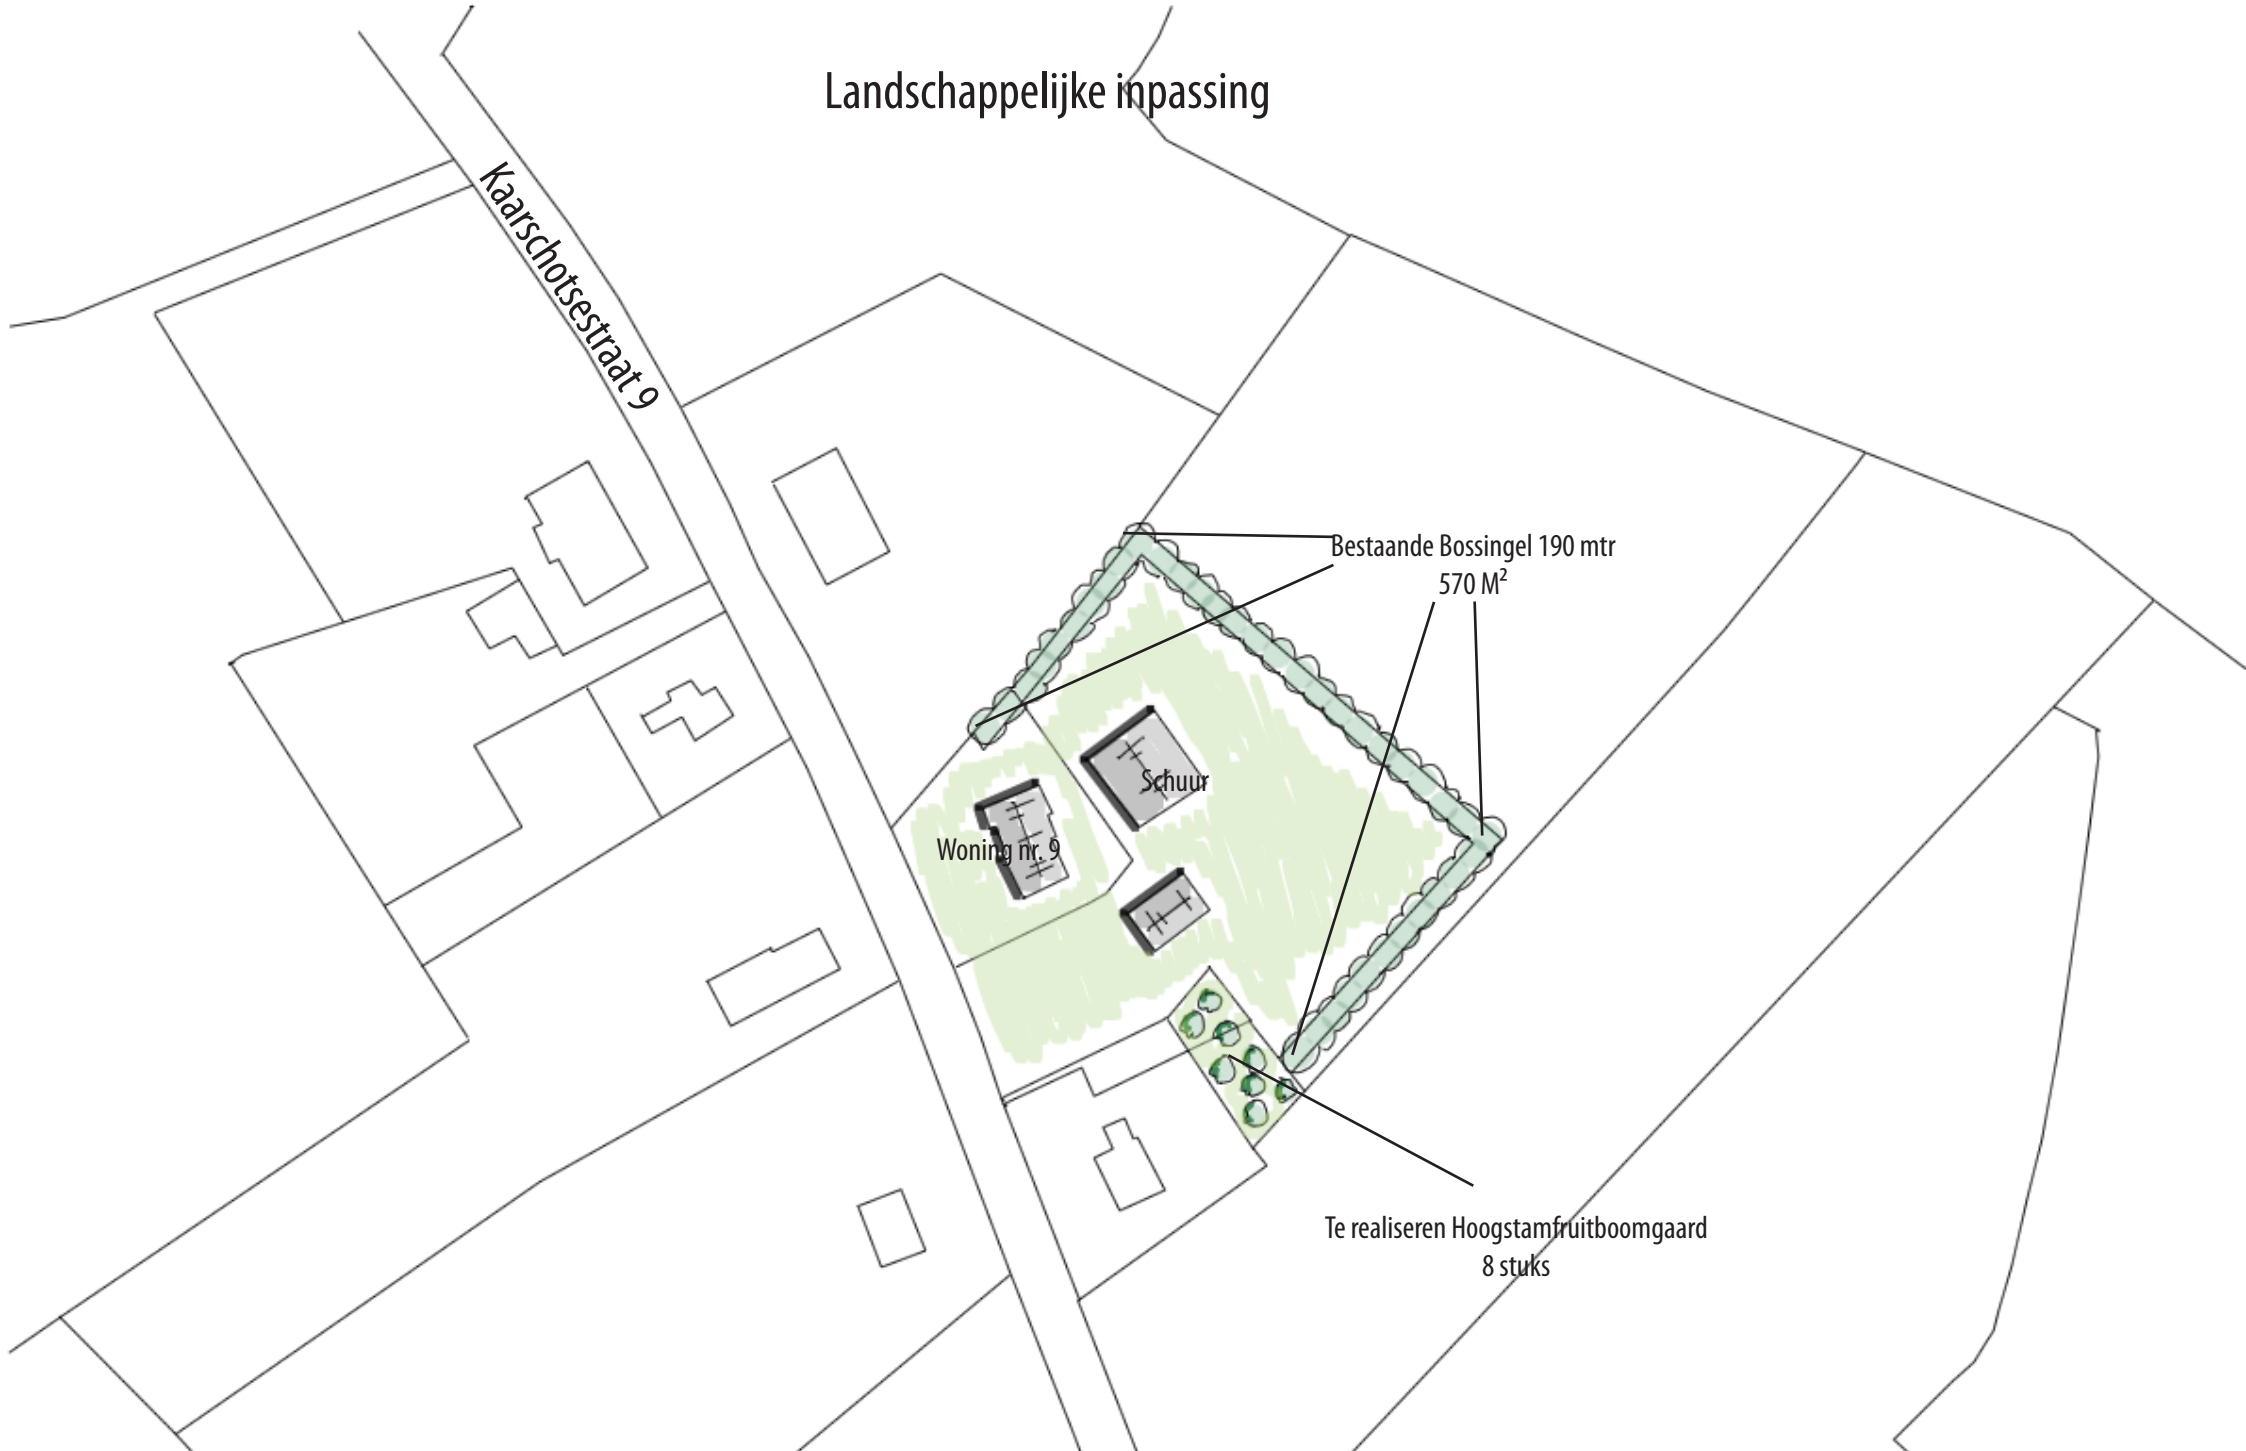 Landschappelijke inpassing
Kaarschotsestraat 9
Bestaande Bossingel 190 mtr
570 M²
Schuur
Woning nr. 9
Te realiseren Hoogstamfruitboomgaard
8 stuks